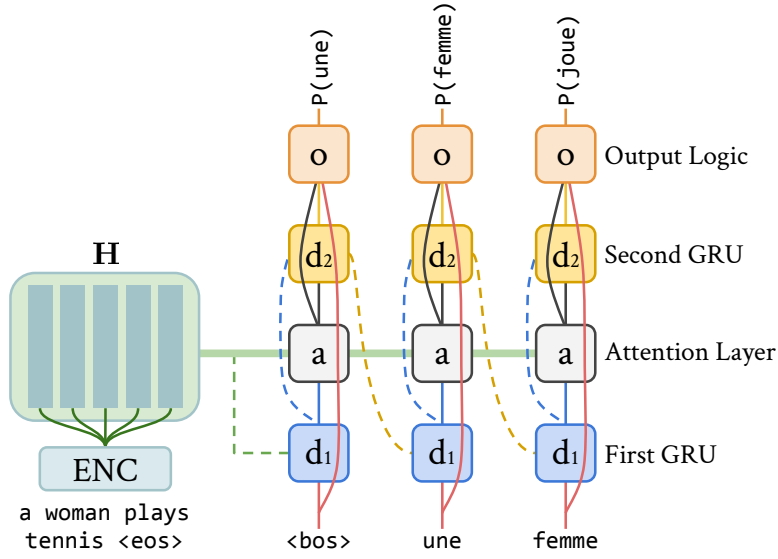 P(une)
P(femme)
P(joue)
o
o
o
Output Logic
H
d2
d2
d2
Second GRU
a
a
a
Attention Layer
d1
d1
d1
First GRU
ENC
a woman plays
tennis <eos>
<bos>
une
femme